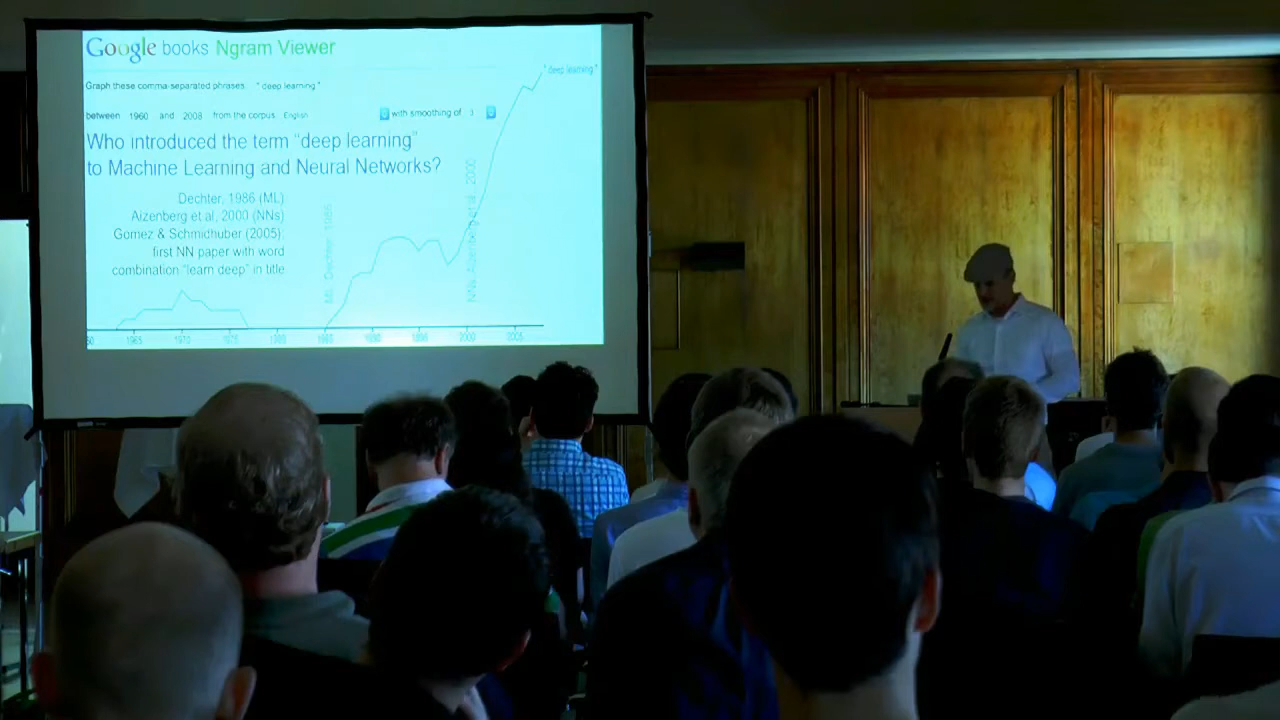 Google books Ngram Viewer
"deep learning"
Graph these comma-separated phrases: "deep learning"
between 1960 and 2008 from the corpus English
with smoothing of 3
Who introduced the term “deep learning”
to Machine Learning and Neural Networks?
Dechter, 1986 (ML)
Aizenberg et al, 2000 (NNs)
Gomez & Schmidhuber (2005):
first NN paper with word
combination “learn deep” in title
ML: Dechter, 1986
NNs: Aizenberg et al, 2000
1965 1970 1975 2000 2005